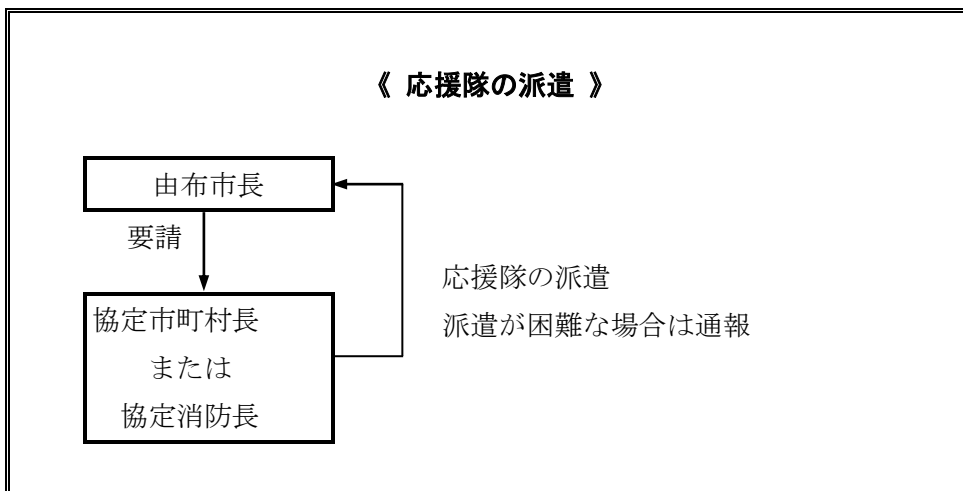 《 応援隊の派遣 》
由布市長
要請
協定市町村長
または
協定消防長
応援隊の派遣
派遣が困難な場合は通報